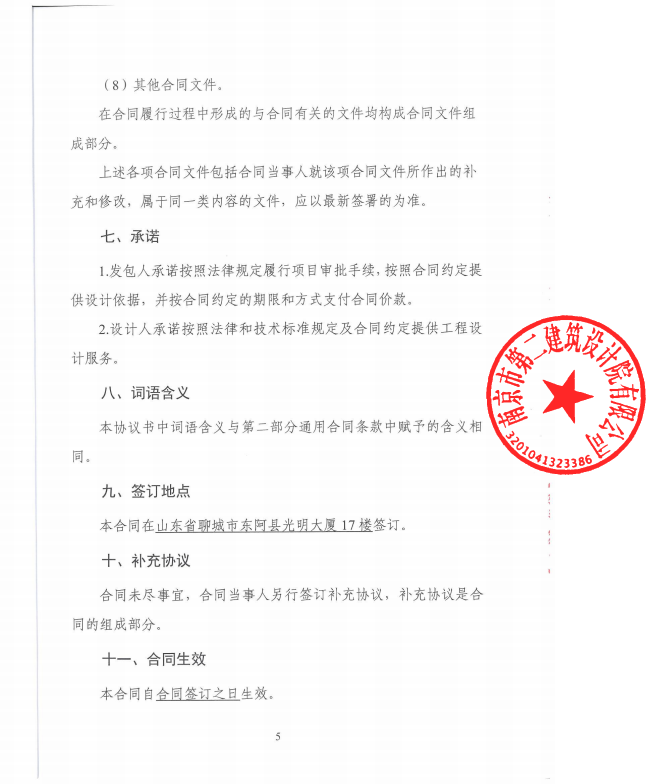 （8）其他合同文件。
在合同履行过程中形成的与合同有关的文件均构成合同文件组
成部分。
上述各项合同文件包括合同当事人就该项合同文件所作出的补
充和修改，属于同一类内容的文件，应以最新签署的为准。
七、承诺
1.发包人承诺按照法律规定履行项目审批手续,按照合同约定提
供设计依据，并按合同约定的期限和方式支付合同价款。
2.设计人承诺按照法律和技术标准规定及合同约定提供工程设
计服务。
八、词语含义
本协议书中词语含义与第二部分通用合同条款中赋予的含义相
同。
九、签订地点
本合同在山东省聊城市东阿县光明大厦 17 楼签订。
十、补充协议
合同未尽事宜，合同当事人另行签订补充协议，补充协议是合
同的组成部分。
十一、合同生效
本合同自合同签订之日生效。
5
南京市第二建筑设计院有限公司
3201041323386